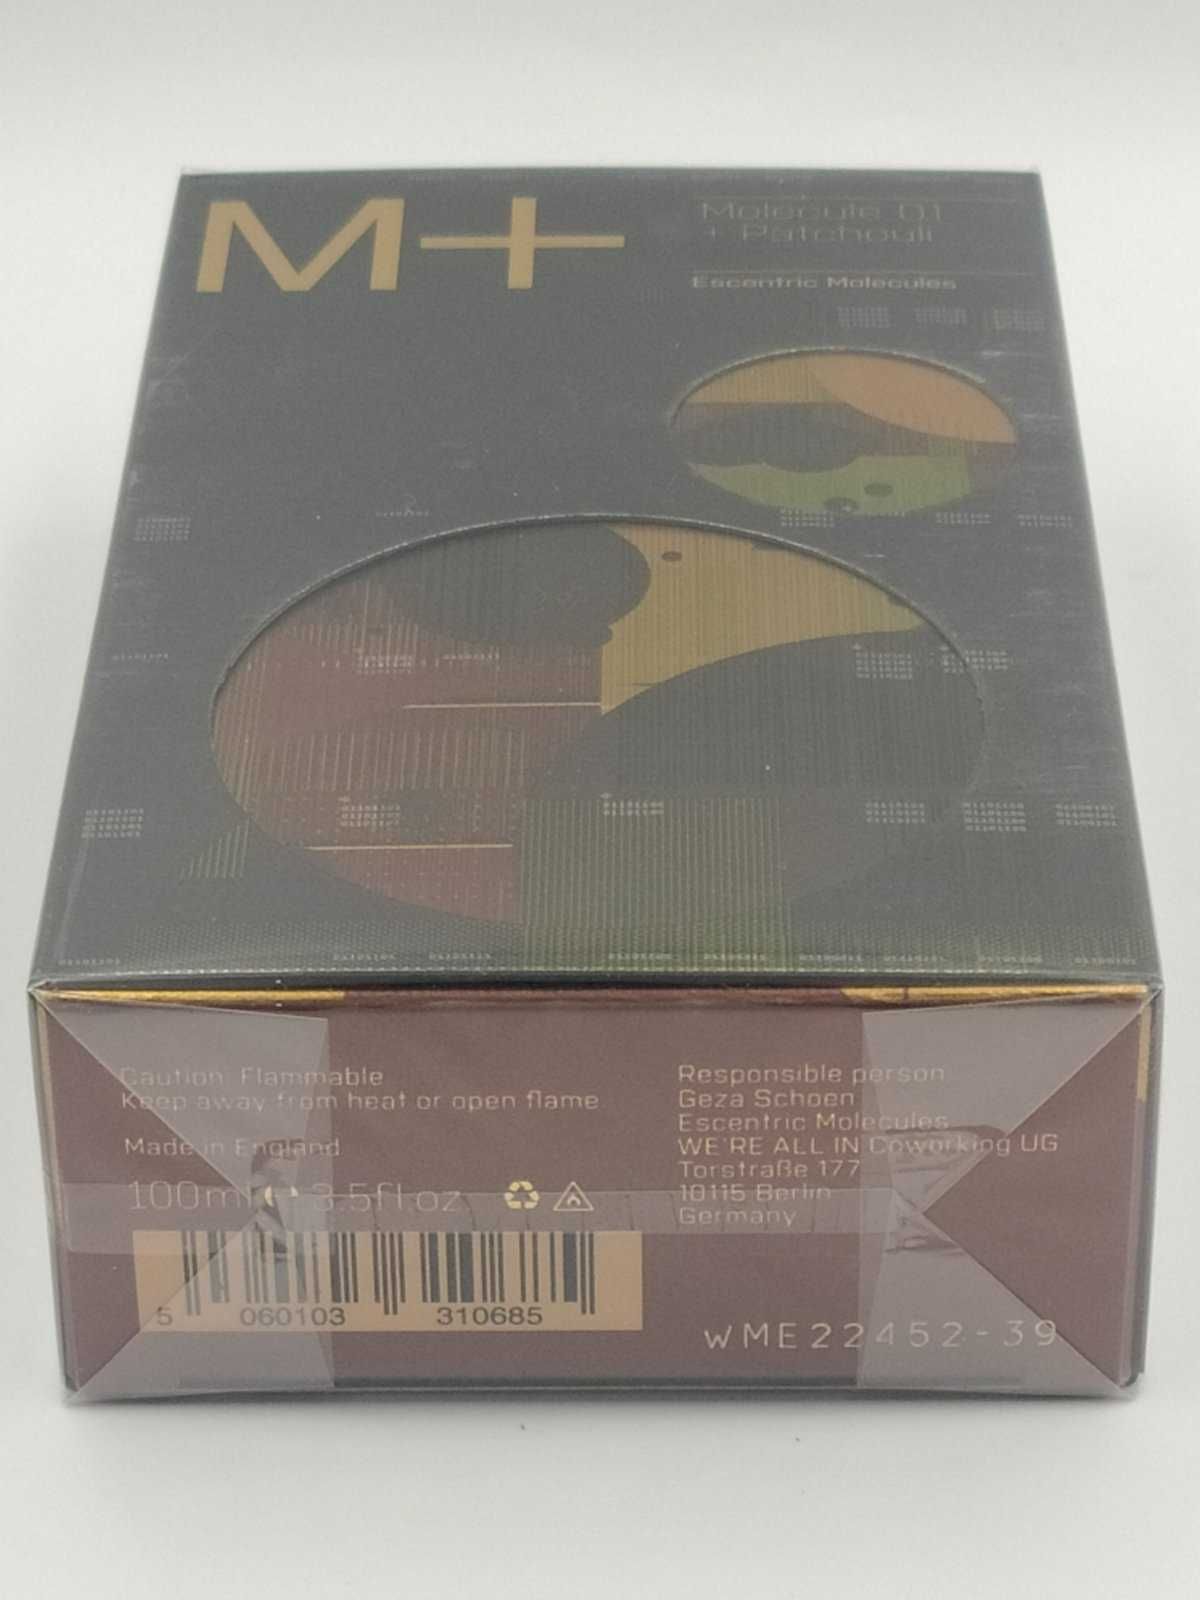 M+
Molecule 01
+ Patchouli
Escentric Molecules
Caution: Flammable
Keep away from heat or open flame.
Made in England
100ml e 3.5fl.oz
Responsible person
Geza Schoen
Escentric Molecules
WE'RE ALL IN Coworking UG
Torstraße 177
10115 Berlin
Germany
5 060103 310685
WME22452-39